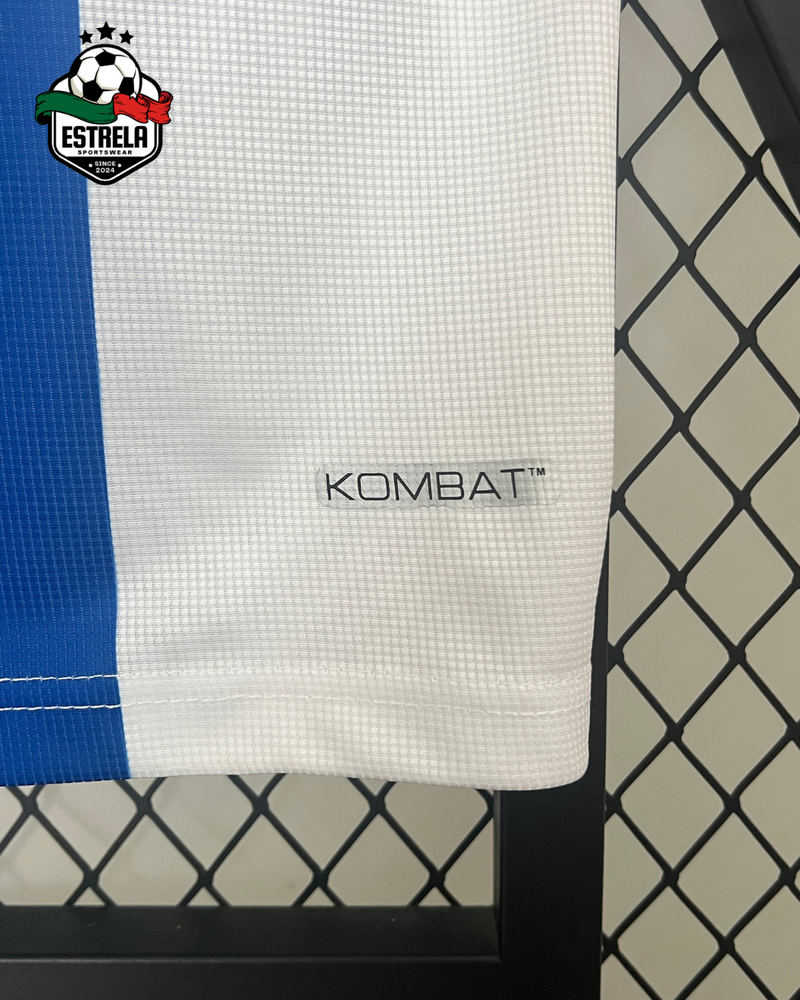 ESTRELA
SPORTSWEAR
SINCE
2024
KOMBAT™